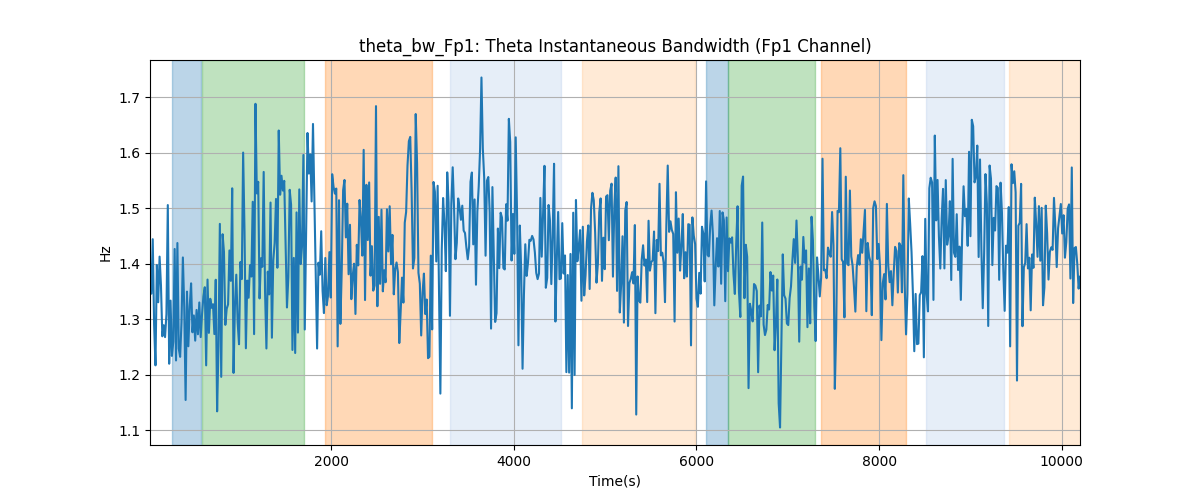 theta_bw_Fp1: Theta Instantaneous Bandwidth (Fp1 Channel)
1.7
1.6
1.5
1.4
1.3
1.2
1.1
Hz
2000 4000 6000 8000 10000
Time(s)